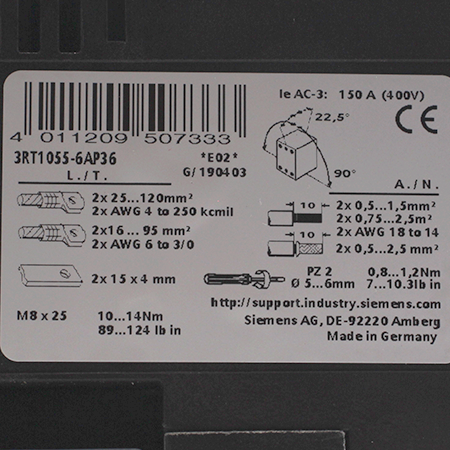 Ie AC-3: 150 A (400V)
22,5°
CE
4 011209 507333
3RT1055-6AP36
*E02*
G/190403
90°
L./T.
A./N.
2x 25...120mm²
2x AWG 4 to 250 kcmil
10
2x 0,5...1,5mm²
2x 0,75...2,5m²
2x AWG 18 to 14
2x16 ... 95 mm²
2x AWG 6 to 3/0
10
2x 0,5...2,5 mm²
2x 15 x 4 mm
PZ 2
Ø 5...6mm
0,8...1,2Nm
7...10.3lb in
http://support.industry.siemens.com
M8 x 25
10...14Nm
89...124 lb in
Siemens AG, DE-92220 Amberg
Made in Germany